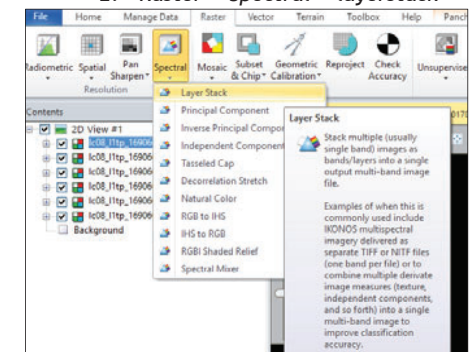 2. Raster – Spectral – layerstack
File Home Manage Data Raster Vector Terrain Toolbox Help Panch
Radiometric Spatial Pan Sharpen Spectral Mosaic Subset & Chip Geometric Calibration Reproject Check Accuracy Unsupervise
Resolution
Contents
2D View #1
lc08_l1tp_16906
lc08_l1tp_16906
lc08_l1tp_16906
lc08_l1tp_16906
lc08_l1tp_16906
Background
Layer Stack
Principal Component
Inverse Principal Compo
Independent Component
Tasseled Cap
Decorrelation Stretch
Natural Color
RGB to IHS
IHS to RGB
RGBI Shaded Relief
Spectral Mixer
Layer Stack
Stack multiple (usually
single band) images as
bands/layers into a single
output multi-band image
file.
Examples of when this is
commonly used include
IKONOS multispectral
imagery delivered as
separate TIFF or NITF files
(one band per file) or to
combine multiple derivate
image measures (texture,
independent components,
and so forth) into a single
multi-band image to
improve classification
accuracy.